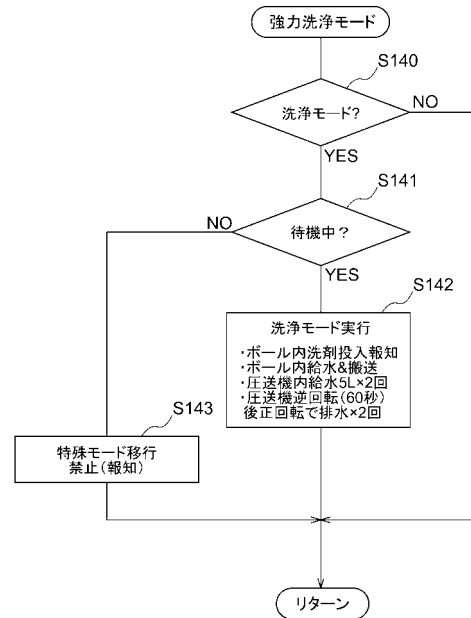 強力洗浄モード
S140
洗浄モード?
NO
YES
S141
NO
待機中?
YES
S142
洗浄モード実行
・ボール内洗剤投入報知
・ボール内給水&搬送
・圧送機内給水5L×2回
・圧送機逆回転(60秒)
後正回転で排水×2回
S143
特殊モード移行
禁止(報知)
リターン